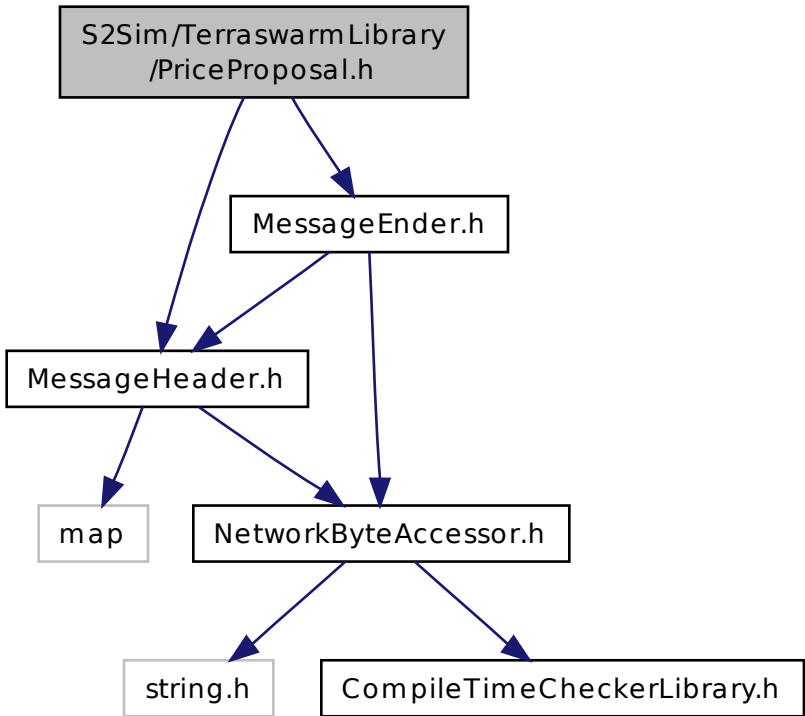 S2Sim/TerraswarmLibrary
/PriceProposal.h
MessageEnder.h
MessageHeader.h
map
NetworkByteAccessor.h
string.h
CompileTimeCheckerLibrary.h